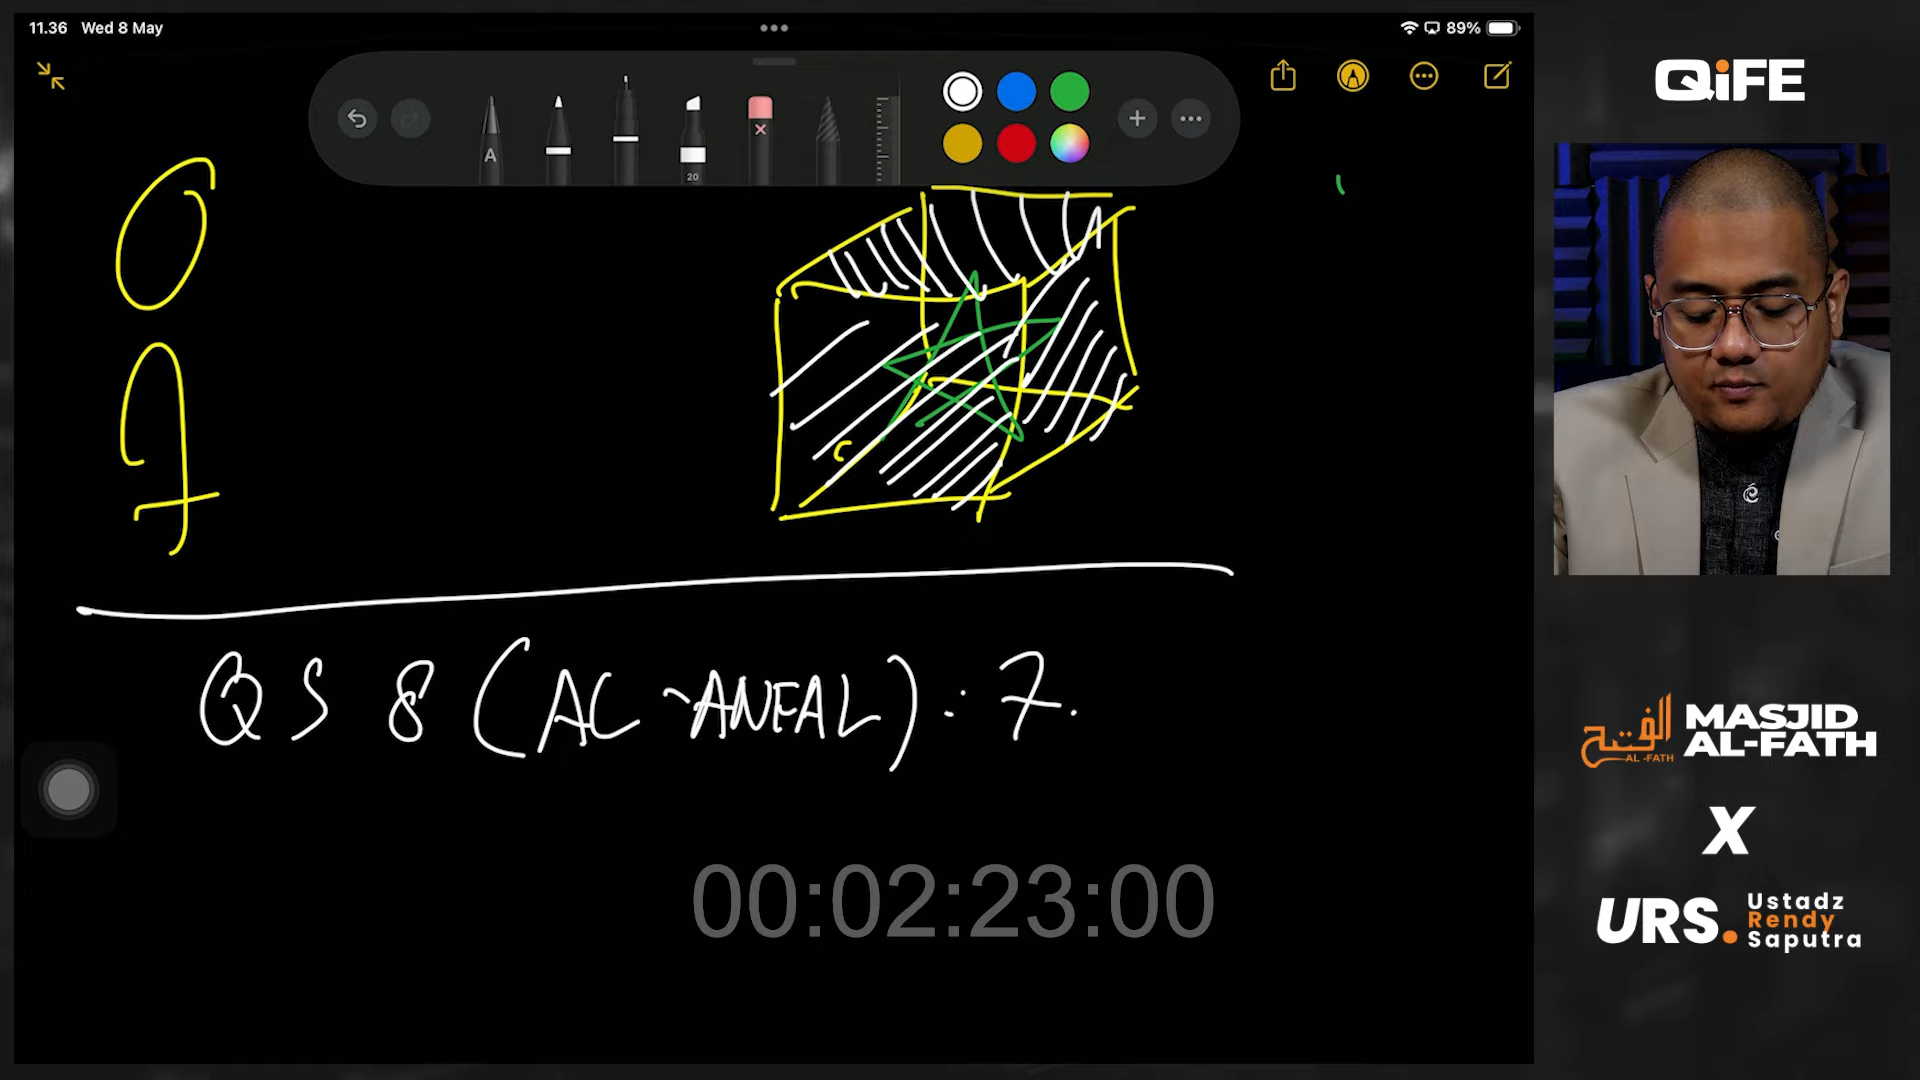 11.36 Wed 8 May
89%
A
20
0
7
QS 8 (AL-ANFAL) : 7.
00:02:23:00
QiFE
الفتح
AL-FATH
MASJID
AL-FATH
X
URS. Ustadz
Rendy
Saputra